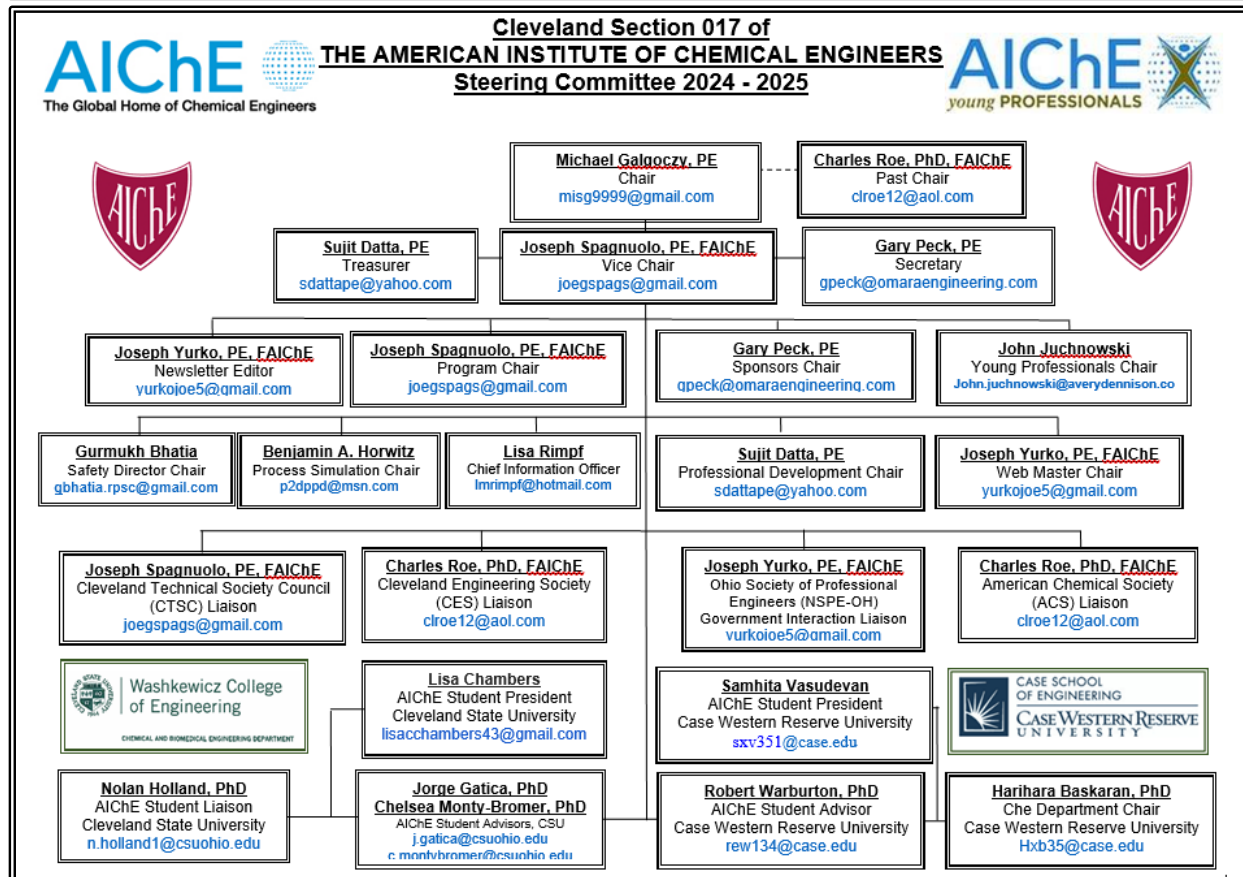 Cleveland Section 017 of
THE AMERICAN INSTITUTE OF CHEMICAL ENGINEERS
Steering Committee 2024 - 2025
AIChE
The Global Home of Chemical Engineers
AIChE
young PROFESSIONALS
AIChE
AIChE
Michael Galgoczy, PE
Chair
misg9999@gmail.com
Charles Roe, PhD, FAIChE
Past Chair
clroe12@aol.com
Sujit Datta, PE
Treasurer
sdattape@yahoo.com
Joseph Spagnuolo, PE, FAIChE
Vice Chair
joegspags@gmail.com
Gary Peck, PE
Secretary
gpeck@omaraengineering.com
Joseph Yurko, PE, FAIChE
Newsletter Editor
yurkojoe5@gmail.com
Joseph Spagnuolo, PE, FAIChE
Program Chair
joegspags@gmail.com
Gary Peck, PE
Sponsors Chair
gpeck@omaraengineering.com
John Juchnowski
Young Professionals Chair
John.juchnowski@averydennison.co
Gurmukh Bhatia
Safety Director Chair
gbhatia.rpsc@gmail.com
Benjamin A. Horwitz
Process Simulation Chair
p2dppd@msn.com
Lisa Rimpf
Chief Information Officer
lmrimpf@hotmail.com
Sujit Datta, PE
Professional Development Chair
sdattape@yahoo.com
Joseph Yurko, PE, FAIChE
Web Master Chair
yurkojoe5@gmail.com
Joseph Spagnuolo, PE, FAIChE
Cleveland Technical Society Council
(CTSC) Liaison
joegspags@gmail.com
Charles Roe, PhD, FAIChE
Cleveland Engineering Society
(CES) Liaison
clroe12@aol.com
Joseph Yurko, PE, FAIChE
Ohio Society of Professional
Engineers (NSPE-OH)
Government Interaction Liaison
yurkojoe5@gmail.com
Charles Roe, PhD, FAIChE
American Chemical Society
(ACS) Liaison
clroe12@aol.com
Washkewicz College
of Engineering
CHEMICAL AND BIOMEDICAL ENGINEERING DEPARTMENT
Lisa Chambers
AIChE Student President
Cleveland State University
lisacchambers43@gmail.com
Samhita Vasudevan
AIChE Student President
Case Western Reserve University
sxv351@case.edu
CASE SCHOOL
OF ENGINEERING
CASE WESTERN RESERVE
UNIVERSITY
Nolan Holland, PhD
AIChE Student Liaison
Cleveland State University
n.holland1@csuohio.edu
Jorge Gatica, PhD
Chelsea Monty-Bromer, PhD
AIChE Student Advisors, CSU
j.gatica@csuohio.edu
c.montybromer@csuohio.edu
Robert Warburton, PhD
AIChE Student Advisor
Case Western Reserve University
rew134@case.edu
Harihara Baskaran, PhD
Che Department Chair
Case Western Reserve University
Hxb35@case.edu